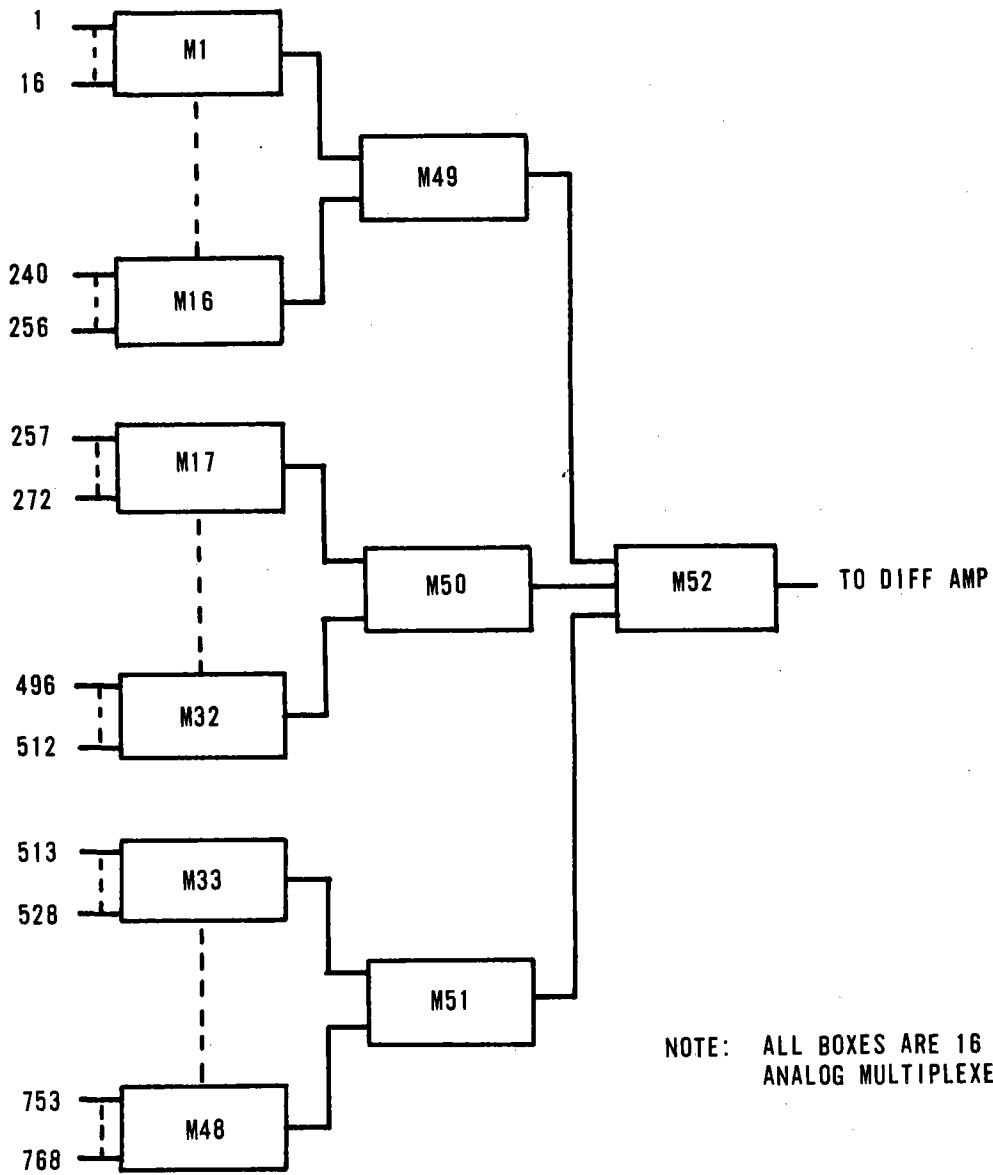 1
M1
16
M49
240
M16
256
257
M17
272
M50
M52
TO DIFF AMP
496
M32
512
513
M33
528
M51
NOTE: ALL BOXES ARE 16
ANALOG MULTIPLEXE
753
M48
768